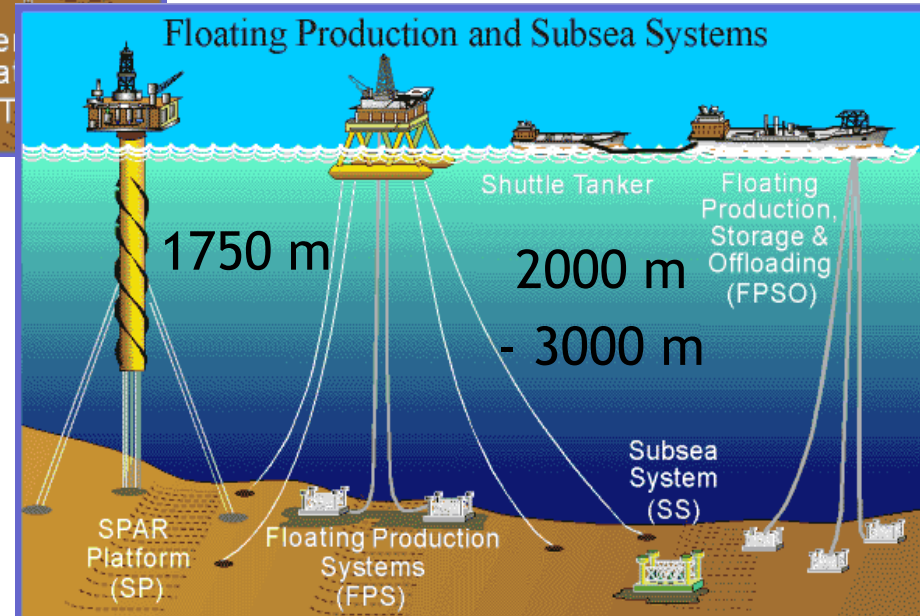 Floating Production and Subsea Systems
1750 m
2000 m
- 3000 m
Shuttle Tanker
Floating
Production,
Storage &
Offloading
(FPSO)
SPAR
Platform
(SP)
Floating Production
Systems
(FPS)
Subsea
System
(SS)